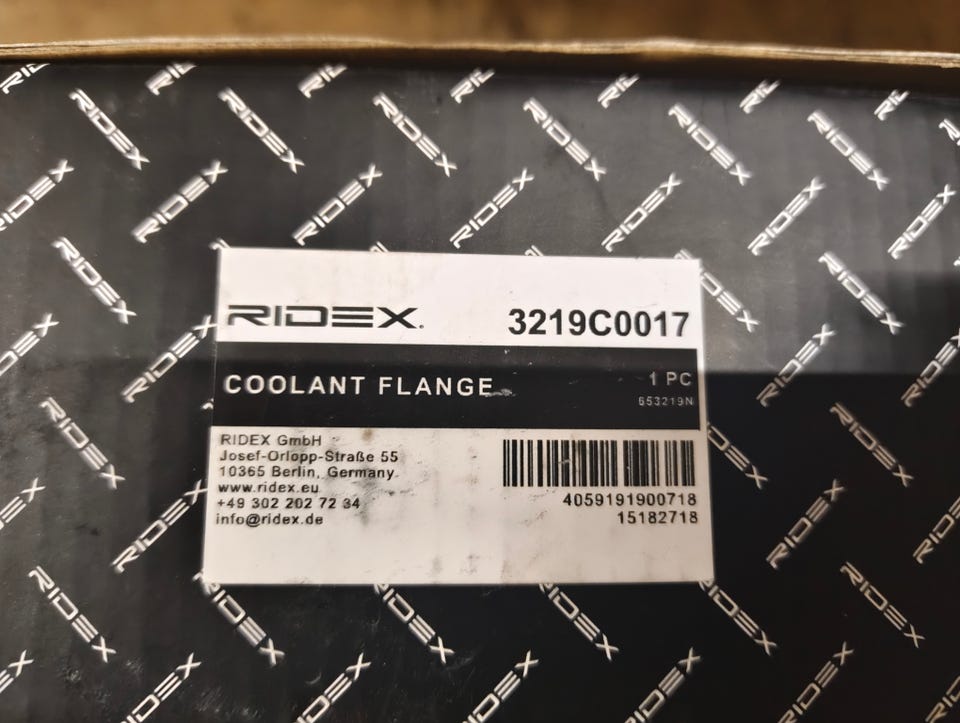 RIDEX 3219C0017
COOLANT FLANGE 1 PC
653219N
RIDEX GmbH
Josef-Orlopp-Straße 55
10365 Berlin, Germany
www.ridex.eu
+49 302 202 72 34
info@ridex.de
4059191900718
15182718